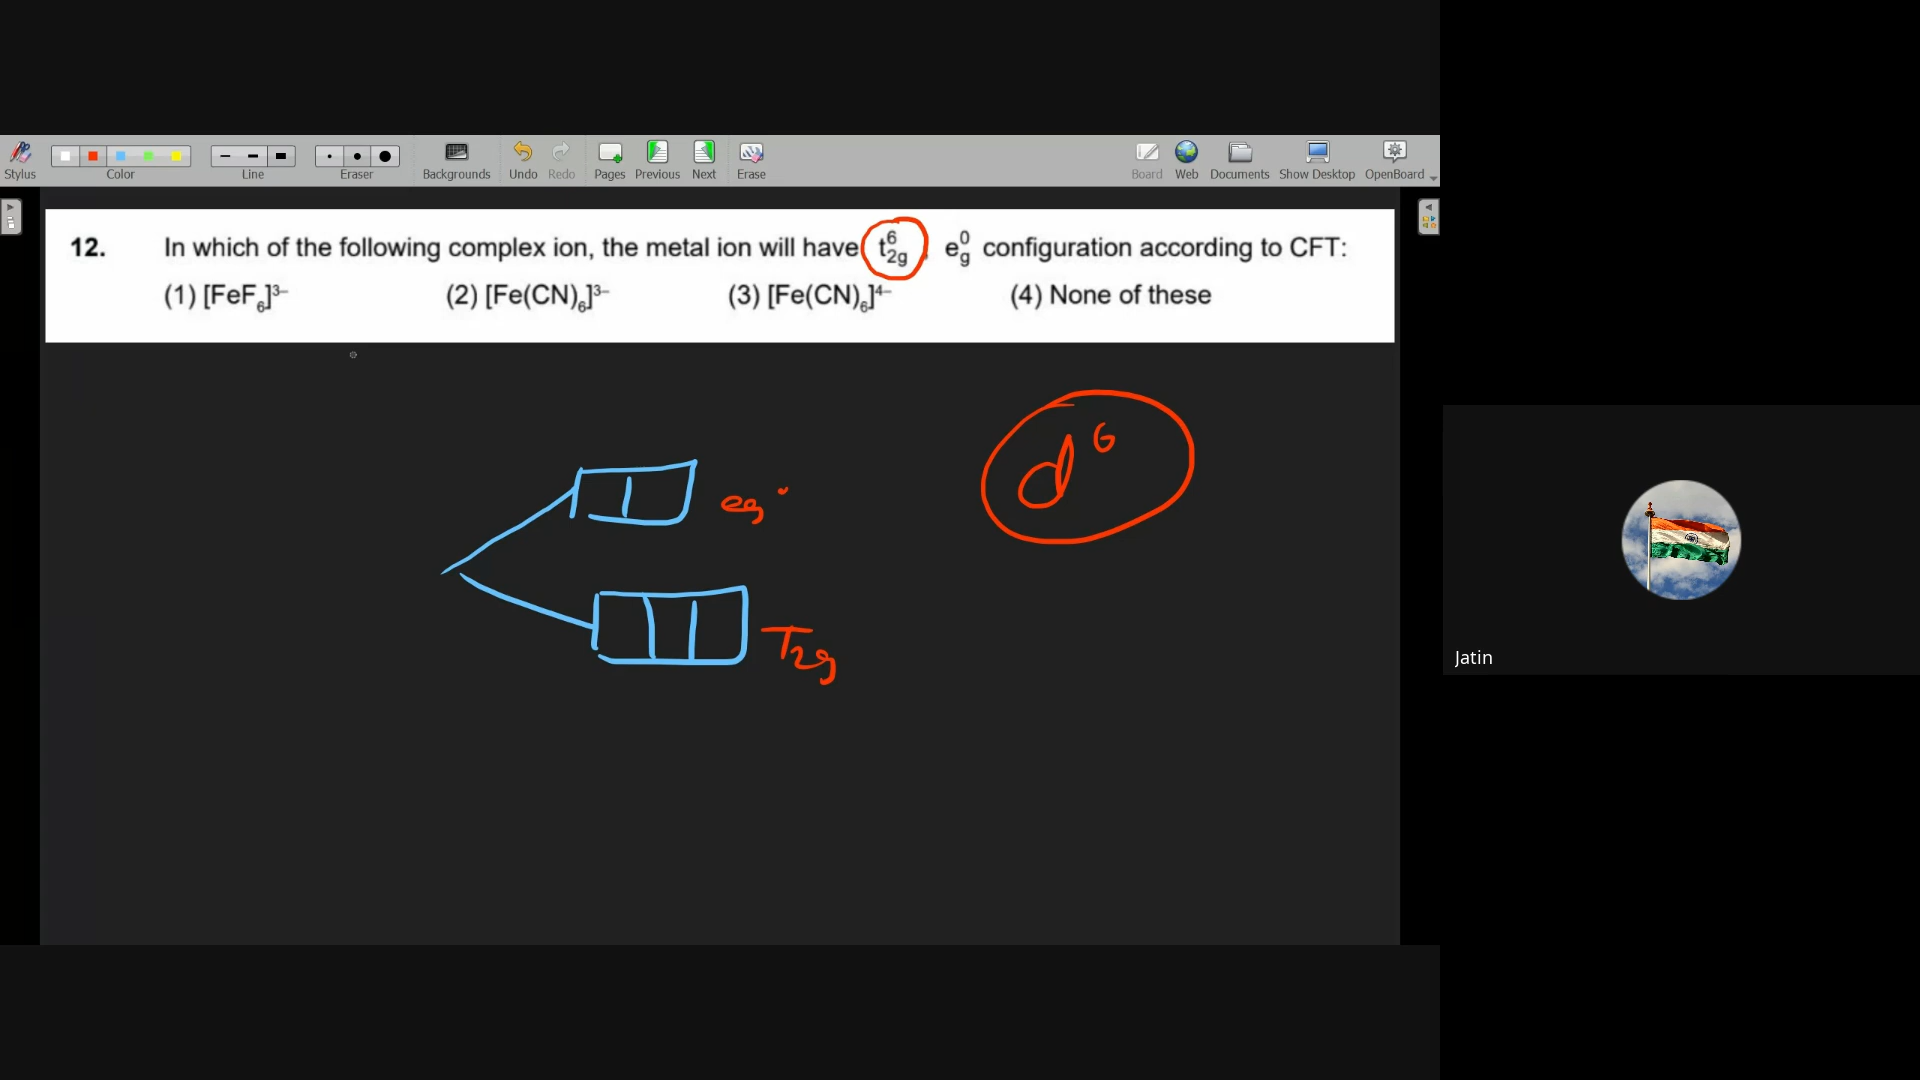 Stylus
Color
Line
Eraser
Backgrounds
Undo
Redo
Pages
Previous
Next
Erase
Board
Web
Documents
Show Desktop
OpenBoard
12. In which of the following complex ion, the metal ion will have t₂g⁶, eg⁰ configuration according to CFT:
(1) [FeF₆]³⁻ (2) [Fe(CN)₆]³⁻ (3) [Fe(CN)₆]⁴⁻ (4) None of these
d⁶
eg
T₂g
Jatin